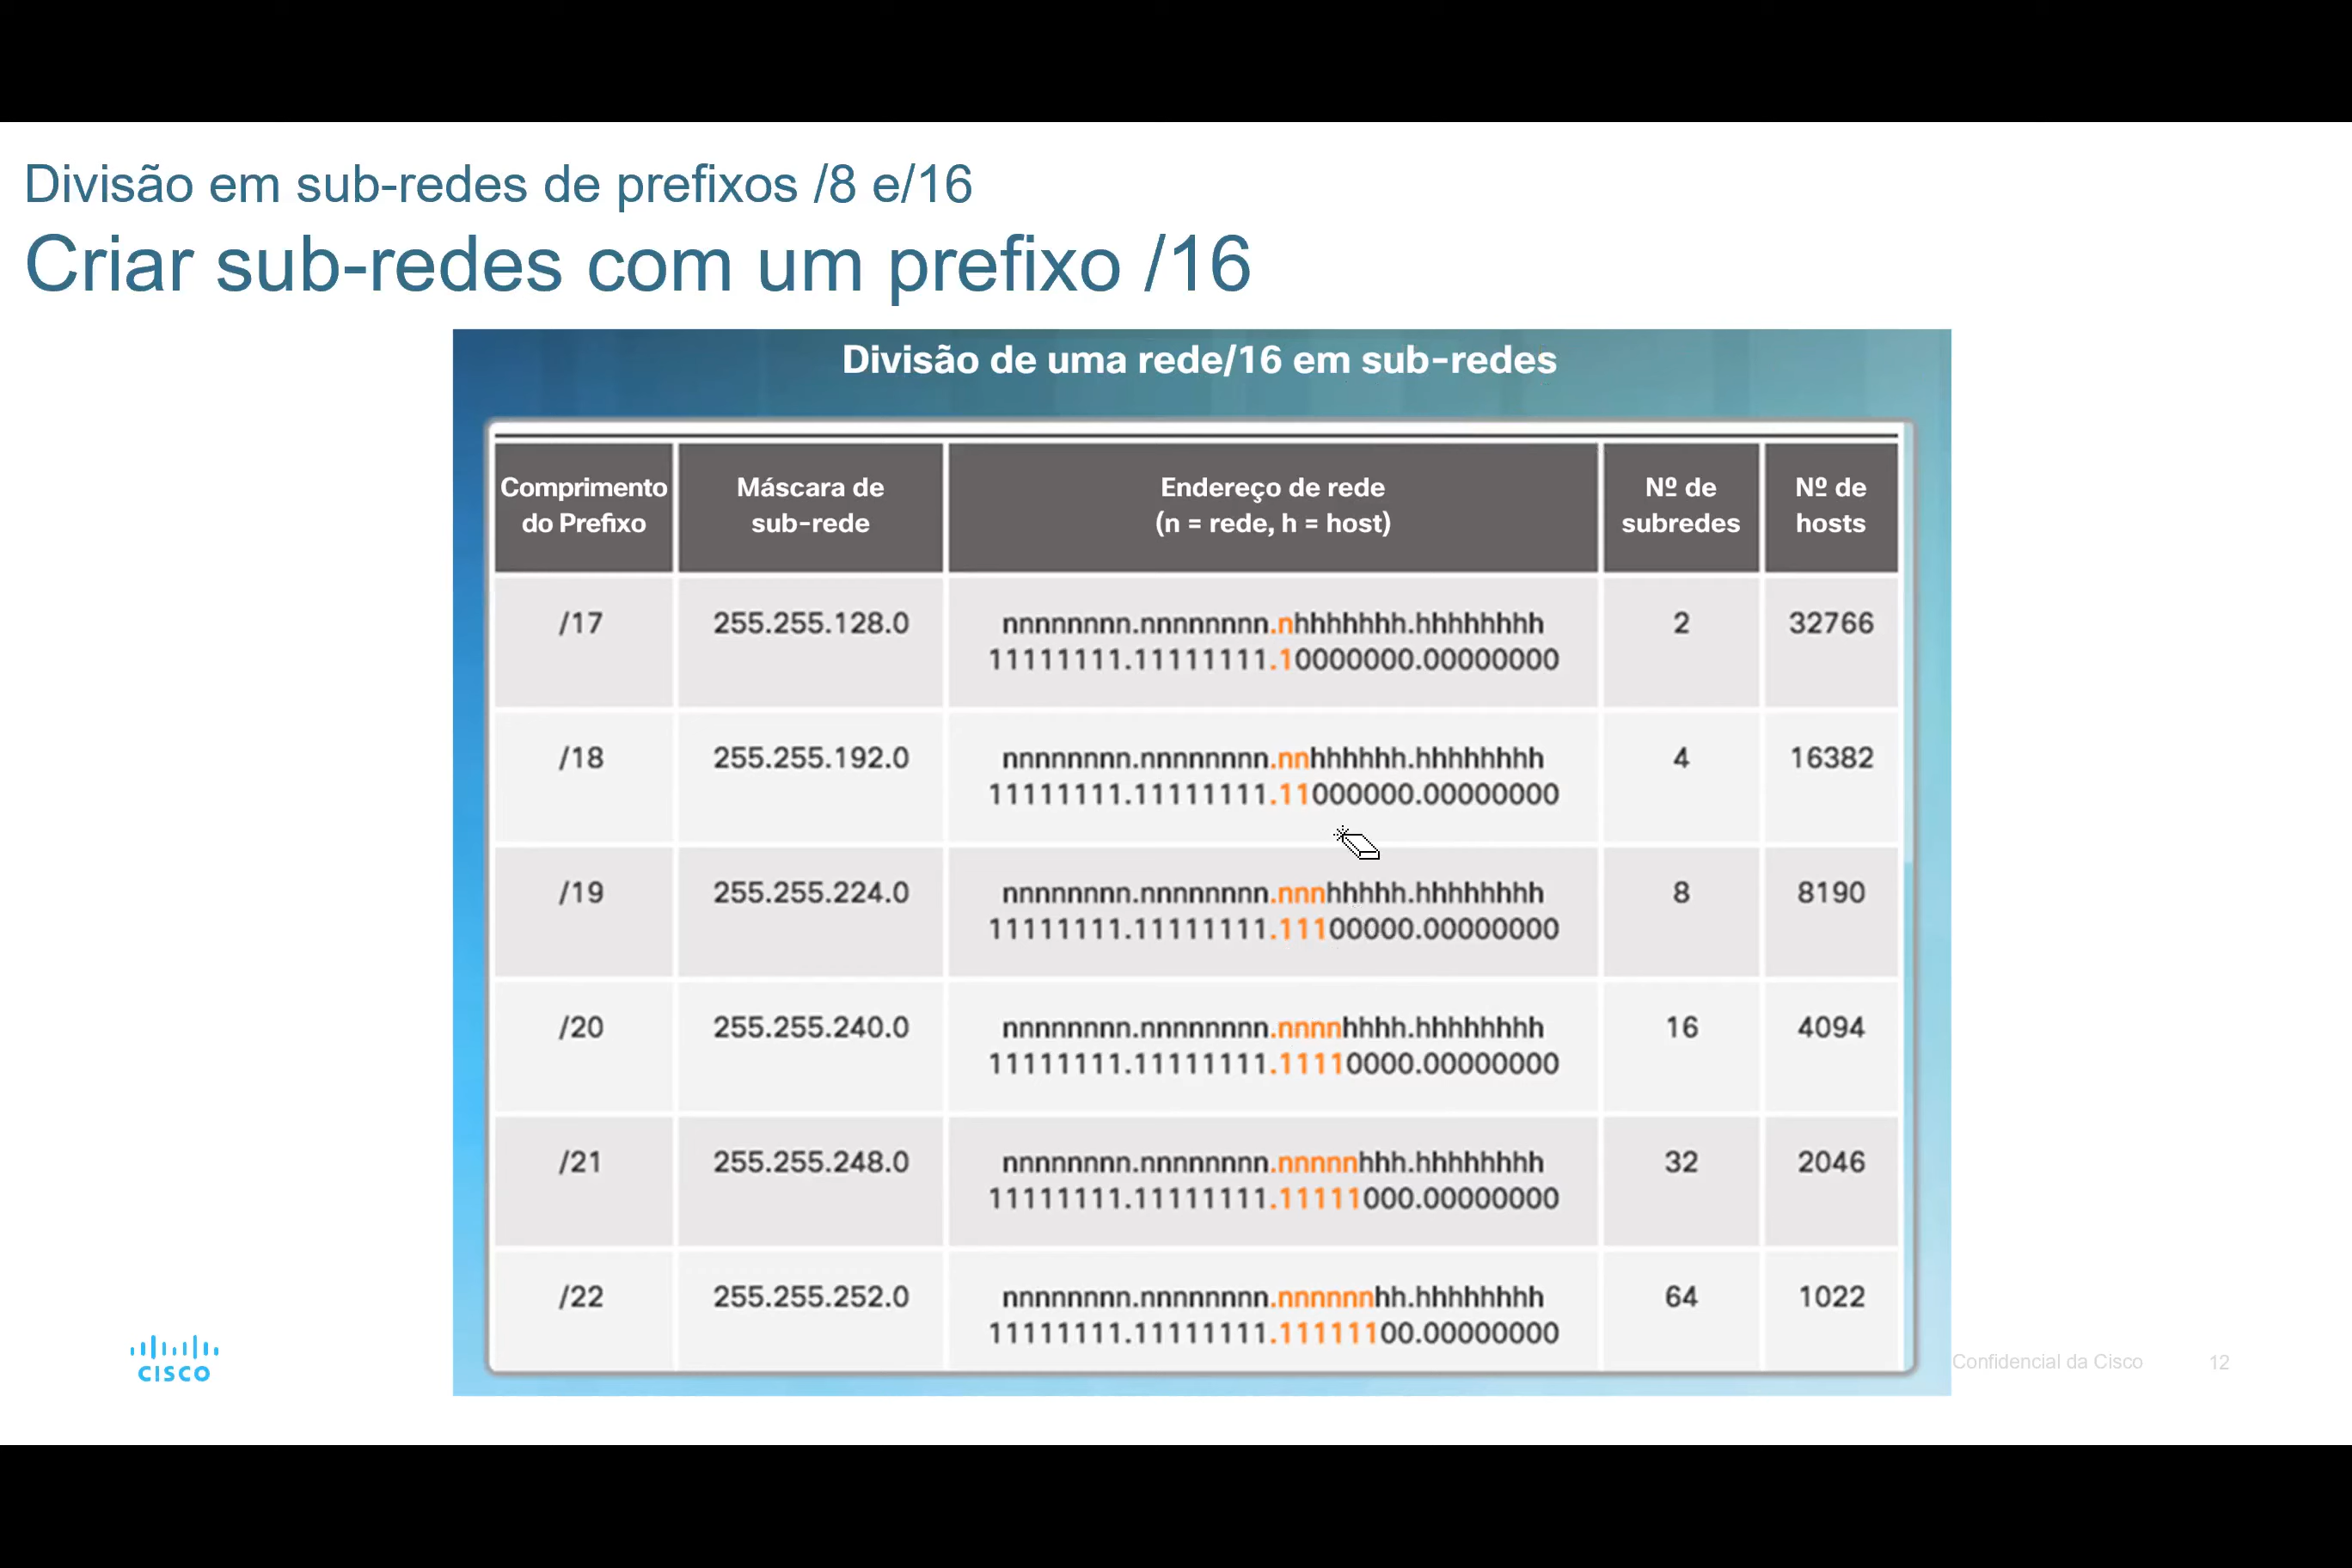 Divisão em sub-redes de prefixos /8 e/16
Criar sub-redes com um prefixo /16
Divisão de uma rede/16 em sub-redes
Comprimento do Prefixo Máscara de sub-rede Endereço de rede (n = rede, h = host) Nº de subredes Nº de hosts
/17 255.255.128.0 nnnnnnnn.nnnnnnnn.nhhhhhhh.hhhhhhhh 2 32766
11111111.11111111.10000000.00000000
/18 255.255.192.0 nnnnnnnn.nnnnnnnn.nnhhhhhh.hhhhhhhh 4 16382
11111111.11111111.11000000.00000000
/19 255.255.224.0 nnnnnnnn.nnnnnnnn.nnnhhhhh.hhhhhhhh 8 8190
11111111.11111111.11100000.00000000
/20 255.255.240.0 nnnnnnnn.nnnnnnnn.nnnnhhhh.hhhhhhhh 16 4094
11111111.11111111.11110000.00000000
/21 255.255.248.0 nnnnnnnn.nnnnnnnn.nnnnnhhh.hhhhhhhh 32 2046
11111111.11111111.11111000.00000000
/22 255.255.252.0 nnnnnnnn.nnnnnnnn.nnnnnnhh.hhhhhhhh 64 1022
11111111.11111111.11111100.00000000
CISCO
Confidencial da Cisco 12